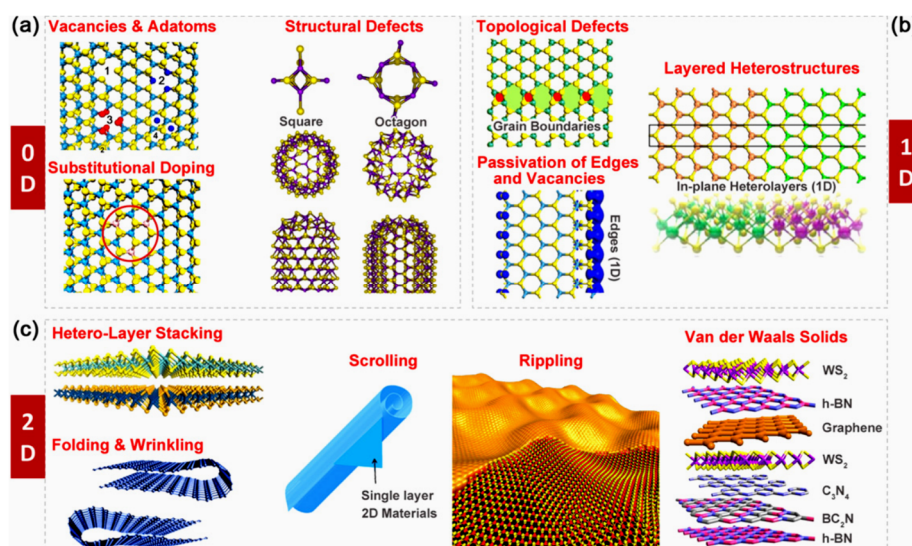 (a)
Vacancies & Adatoms
1
2
3
4
Substitutional Doping
0
D
Structural Defects
Square
Octagon
Topological Defects
Grain Boundaries
Passivation of Edges
and Vacancies
Edges (1D)
Layered Heterostructures
In-plane Heterolayers (1D)
(b)
1
D
(c)
2
D
Hetero-Layer Stacking
Folding & Wrinkling
Scrolling
Single layer
2D Materials
Rippling
Van der Waals Solids
WS₂
h-BN
Graphene
WS₂
C₃N₄
BC₂N
h-BN